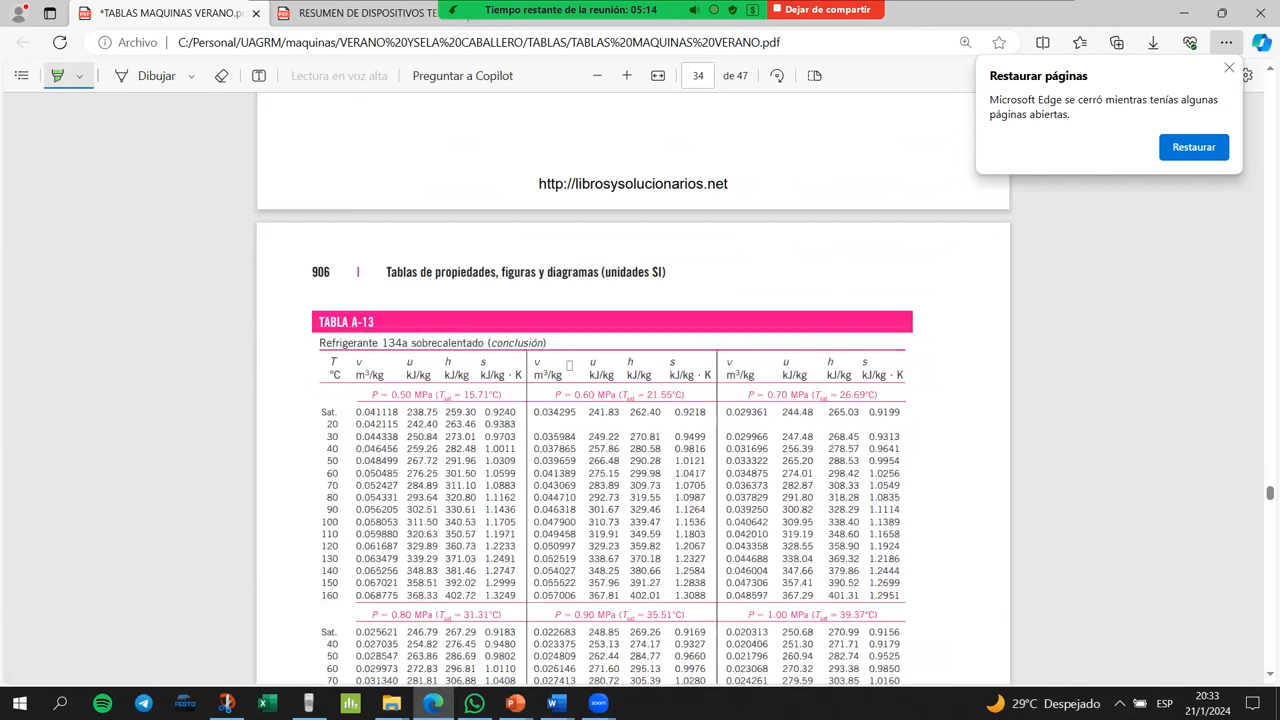 *TABLAS MAQUINAS VERANO.po
RESUMEN DE DISPOSITIVOS TE
Tiempo restante de la reunión: 05:14
Dejar de compartir
Archivo
C:/Personal/UAGRM/maquinas/VERANO%20YSELA%20CABALLERO/TABLAS/TABLAS%20MAQUINAS%20VERANO.pdf
Dibujar
Lectura en voz alta
Preguntar a Copilot
34 de 47
Restaurar páginas
Microsoft Edge se cerró mientras tenías algunas
páginas abiertas.
Restaurar
http://librosysolucionarios.net
906 | Tablas de propiedades, figuras y diagramas (unidades SI)
TABLA A-13
Refrigerante 134a sobrecalentado (conclusión)
T v u h s v u h s v u h s
°C m³/kg kJ/kg kJ/kg kJ/kg · K m³/kg kJ/kg kJ/kg kJ/kg · K m³/kg kJ/kg kJ/kg kJ/kg · K
P = 0.50 MPa (Tsat = 15.71°C) P = 0.60 MPa (Tsat = 21.55°C) P = 0.70 MPa (Tsat = 26.69°C)
Sat. 0.041118 238.75 259.30 0.9240 0.034295 241.83 262.40 0.9218 0.029361 244.48 265.03 0.9199
20 0.042115 242.40 263.46 0.9383
30 0.044338 250.84 273.01 0.9703 0.035984 249.22 270.81 0.9499 0.029966 247.48 268.45 0.9313
40 0.046456 259.26 282.48 1.0011 0.037865 257.86 280.58 0.9816 0.031696 256.39 278.57 0.9641
50 0.048499 267.72 291.96 1.0309 0.039659 266.48 290.28 1.0121 0.033322 265.20 288.53 0.9954
60 0.050485 276.25 301.50 1.0599 0.041389 275.15 299.98 1.0417 0.034875 274.01 298.42 1.0256
70 0.052427 284.89 311.10 1.0883 0.043069 283.89 309.73 1.0705 0.036373 282.87 308.33 1.0549
80 0.054331 293.64 320.80 1.1162 0.044710 292.73 319.55 1.0987 0.037829 291.80 318.28 1.0835
90 0.056205 302.51 330.61 1.1436 0.046318 301.67 329.46 1.1264 0.039250 300.82 328.29 1.1114
100 0.058053 311.50 340.53 1.1705 0.047900 310.73 339.47 1.1536 0.040642 309.95 338.40 1.1389
110 0.059880 320.63 350.57 1.1971 0.049458 319.91 349.59 1.1803 0.042010 319.19 348.60 1.1658
120 0.061687 329.89 360.73 1.2233 0.050997 329.23 359.82 1.2067 0.043358 328.55 358.90 1.1924
130 0.063479 339.29 371.03 1.2491 0.052519 338.67 370.18 1.2327 0.044688 338.04 369.32 1.2186
140 0.065256 348.83 381.46 1.2747 0.054027 348.25 380.66 1.2584 0.046004 347.66 379.86 1.2444
150 0.067021 358.51 392.02 1.2999 0.055522 357.96 391.27 1.2838 0.047306 357.41 390.52 1.2699
160 0.068775 368.33 402.72 1.3249 0.057006 367.81 402.01 1.3088 0.048597 367.29 401.31 1.2951
P = 0.80 MPa (Tsat = 31.31°C) P = 0.90 MPa (Tsat = 35.51°C) P = 1.00 MPa (Tsat = 39.37°C)
Sat. 0.025621 246.79 267.29 0.9183 0.022683 248.85 269.26 0.9169 0.020313 250.68 270.99 0.9156
40 0.027035 254.82 276.45 0.9480 0.023375 253.13 274.17 0.9327 0.020406 251.30 271.71 0.9179
50 0.028547 263.86 286.69 0.9802 0.024809 262.44 284.77 0.9660 0.021796 260.94 282.74 0.9525
60 0.029973 272.83 296.81 1.0110 0.026146 271.60 295.13 0.9976 0.023068 270.32 293.38 0.9850
70 0.031340 281.81 306.88 1.0408 0.027413 280.72 305.39 1.0280 0.024261 279.59 303.85 1.0160
FESTO
29°C Despejado
ESP
20:33
21/1/2024